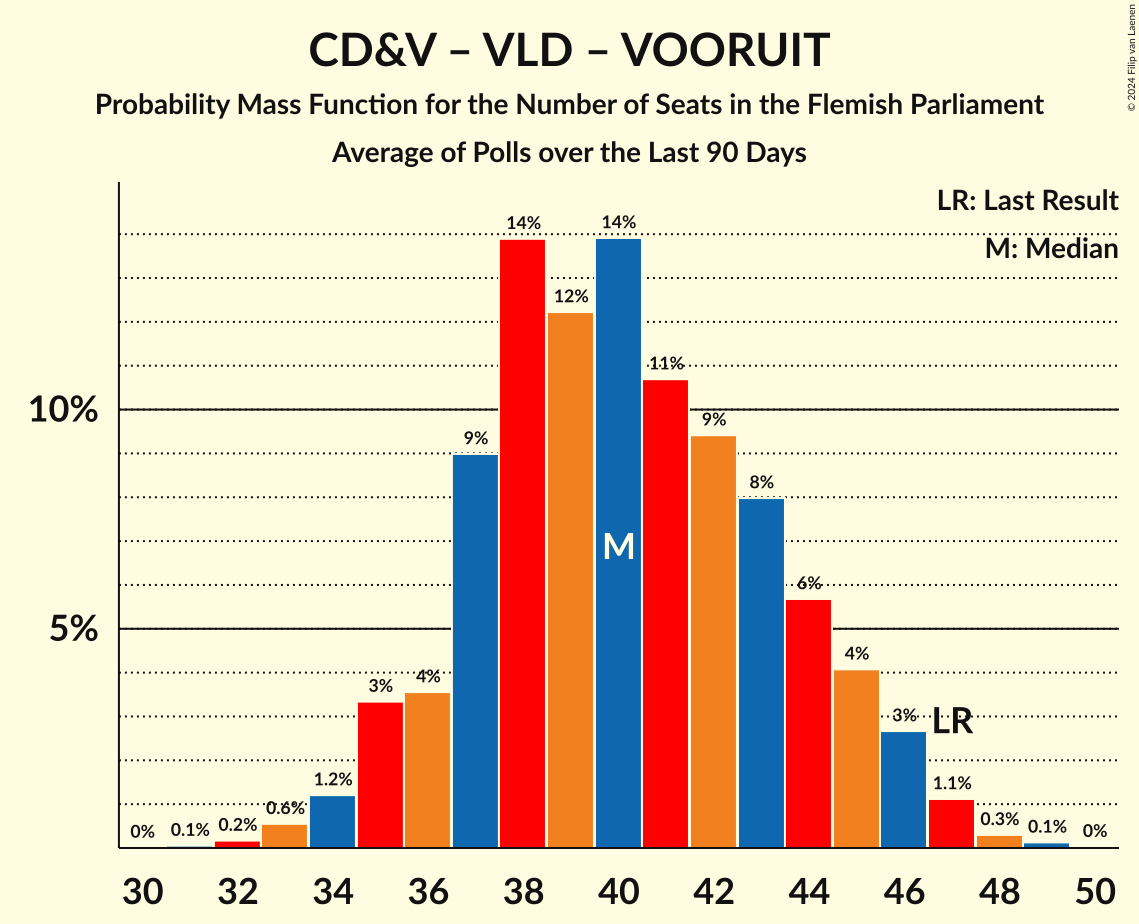 CD&V – VLD – VOORUIT
Probability Mass Function for the Number of Seats in the Flemish Parliament
Average of Polls over the Last 90 Days
© 2024 Filip van Laenen
LR: Last Result
M: Median
14%
14%
12%
11%
10%
9%
9%
8%
M
6%
5%
4%
4%
3%
3%
LR
1.2%
1.1%
0.6%
0.3%
0%
0.1%
0.2%
0.1%
0%
30 32 34 36 38 40 42 44 46 48 50